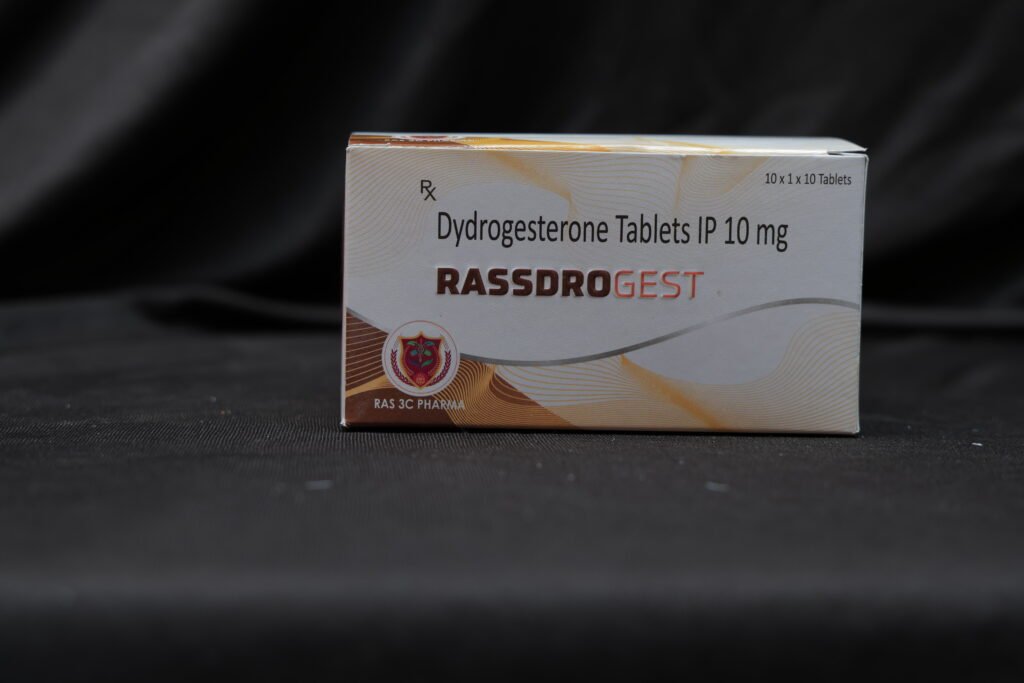 10 x 1 x 10 Tablets
Rx
Dydrogesterone Tablets IP 10 mg
RASSDROGEST
RAS 3C PHARMA